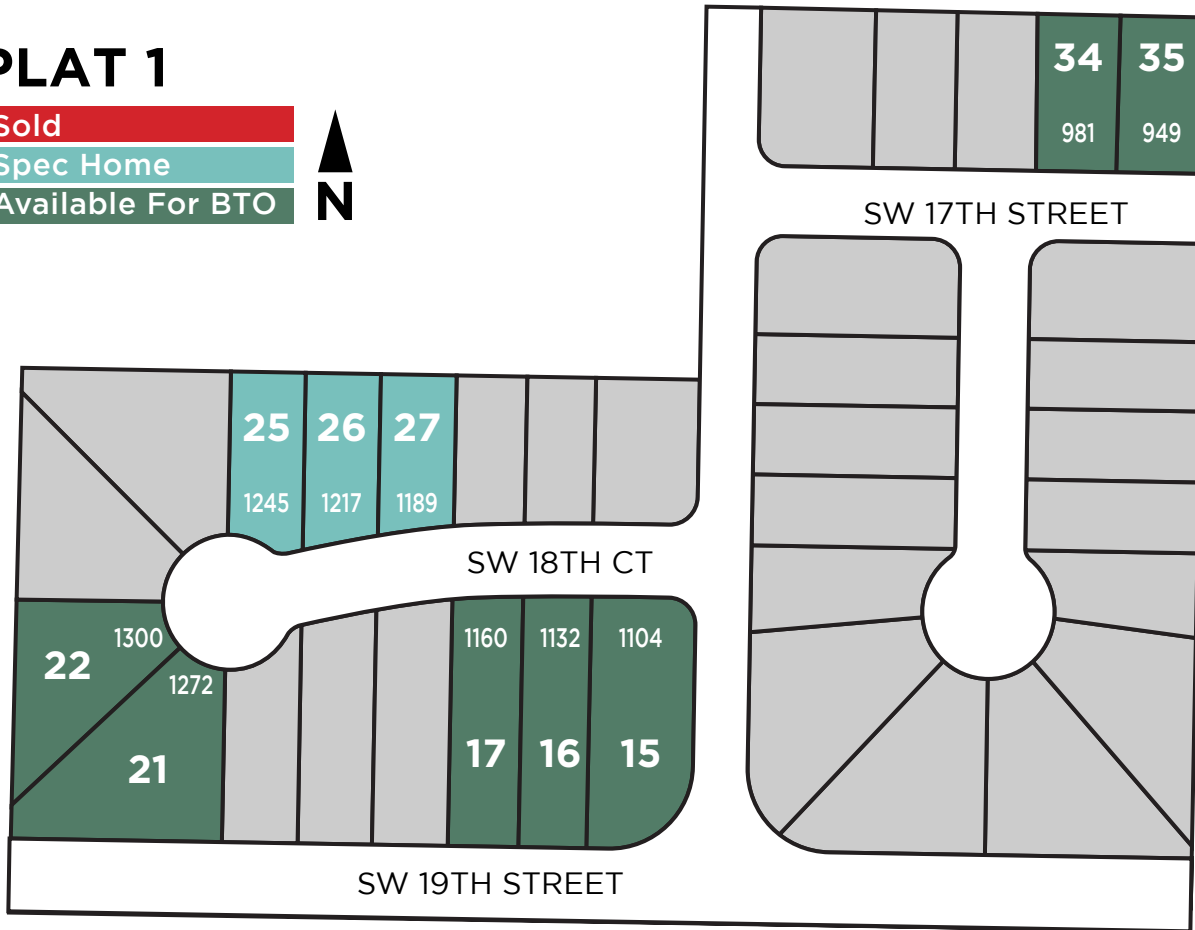 PLAT 1
Sold
Spec Home
Available For BTO
N
34
35
981
949
SW 17TH STREET
25
26
27
1245
1217
1189
SW 18TH CT
1300
22
1272
21
1160
1132
1104
17
16
15
SW 19TH STREET